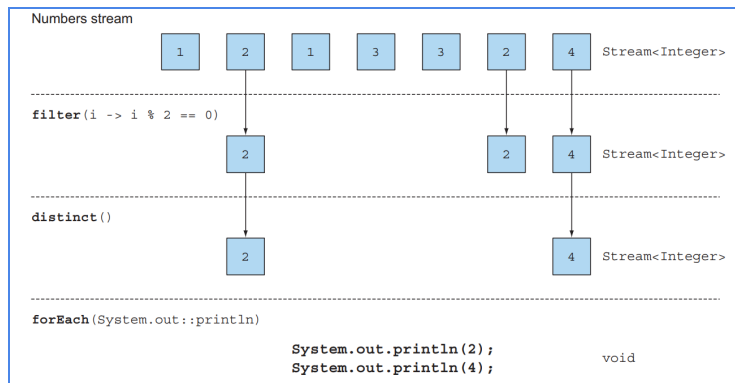 Numbers stream
1 2 1 3 3 2 4 Stream<Integer>
filter(i -> i % 2 == 0)
2 2 4 Stream<Integer>
distinct()
2 4 Stream<Integer>
forEach(System.out::println)
System.out.println(2);
System.out.println(4);
void